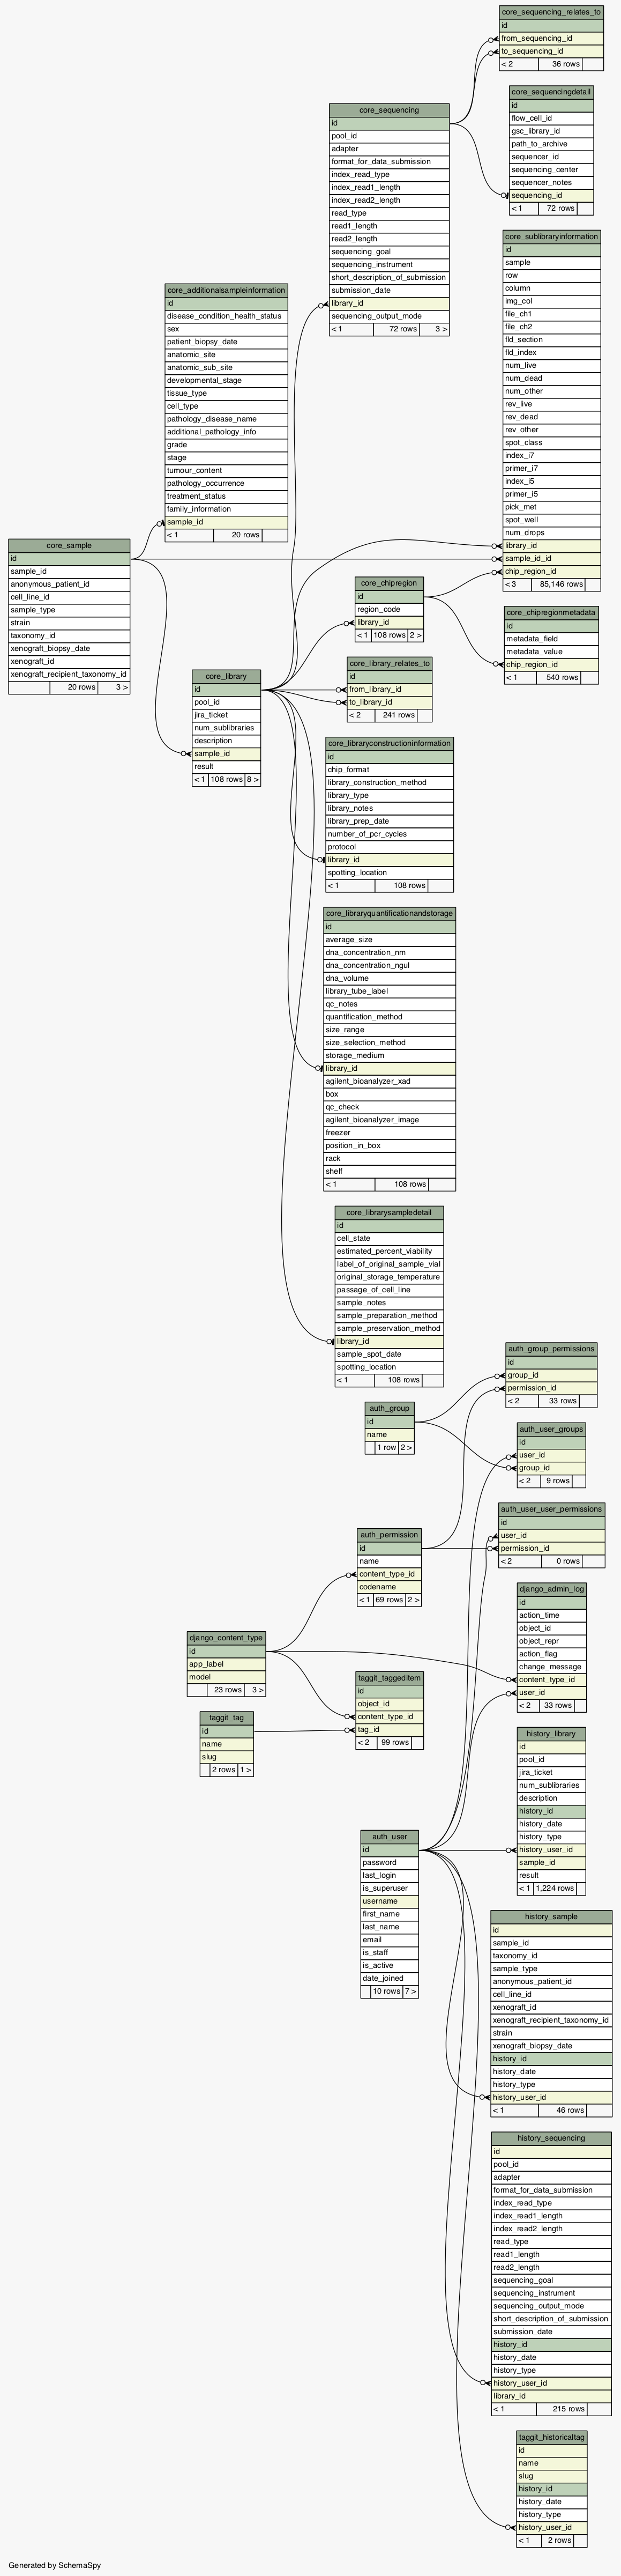 core_sequencing_relates_to
id
from_sequencing_id
to_sequencing_id
< 2 36 rows
core_sequencingdetail
id
flow_cell_id
gsc_library_id
path_to_archive
sequencer_id
sequencing_center
sequencer_notes
sequencing_id
< 1 72 rows
core_sequencing
id
pool_id
adapter
format_for_data_submission
index_read_type
index_read1_length
index_read2_length
read_type
read1_length
read2_length
sequencing_goal
sequencing_instrument
short_description_of_submission
submission_date
library_id
sequencing_output_mode
< 1 72 rows 3 >
core_sublibraryinformation
id
sample
row
column
img_col
file_ch1
file_ch2
fld_section
fld_index
num_live
num_dead
num_other
rev_live
rev_dead
rev_other
spot_class
index_i7
primer_i7
index_i5
primer_i5
pick_met
spot_well
num_drops
library_id
sample_id_id
chip_region_id
< 3 85,146 rows
core_additionalsampleinformation
id
disease_condition_health_status
sex
patient_biopsy_date
anatomic_site
anatomic_sub_site
developmental_stage
tissue_type
cell_type
pathology_disease_name
additional_pathology_info
grade
stage
tumour_content
pathology_occurrence
treatment_status
family_information
sample_id
< 1 20 rows
core_sample
id
sample_id
anonymous_patient_id
cell_line_id
sample_type
strain
taxonomy_id
xenograft_biopsy_date
xenograft_id
xenograft_recipient_taxonomy_id
20 rows 3 >
core_chipregion
id
region_code
library_id
< 1 108 rows 2 >
core_chipregionmetadata
id
metadata_field
metadata_value
chip_region_id
< 1 540 rows
core_library
id
pool_id
jira_ticket
num_sublibraries
description
sample_id
result
< 1 108 rows 8 >
core_library_relates_to
id
from_library_id
to_library_id
< 2 241 rows
core_libraryconstructioninformation
id
chip_format
library_construction_method
library_type
library_notes
library_prep_date
number_of_pcr_cycles
protocol
library_id
spotting_location
< 1 108 rows
core_libraryquantificationandstorage
id
average_size
dna_concentration_nm
dna_concentration_ngul
dna_volume
library_tube_label
qc_notes
quantification_method
size_range
size_selection_method
storage_medium
library_id
agilent_bioanalyzer_xad
box
qc_check
agilent_bioanalyzer_image
freezer
position_in_box
rack
shelf
< 1 108 rows
core_librarysampledetail
id
cell_state
estimated_percent_viability
label_of_original_sample_vial
original_storage_temperature
passage_of_cell_line
sample_notes
sample_preparation_method
sample_preservation_method
library_id
sample_spot_date
spotting_location
< 1 108 rows
auth_group_permissions
id
group_id
permission_id
< 2 33 rows
auth_group
id
name
1 row 2 >
auth_user_groups
id
user_id
group_id
< 2 9 rows
auth_user_user_permissions
id
user_id
permission_id
< 2 0 rows
auth_permission
id
name
content_type_id
codename
< 1 69 rows 2 >
django_admin_log
id
action_time
object_id
object_repr
action_flag
change_message
content_type_id
user_id
< 2 33 rows
django_content_type
id
app_label
model
23 rows 3 >
taggit_taggeditem
id
object_id
content_type_id
tag_id
< 2 99 rows
taggit_tag
id
name
slug
2 rows 1 >
history_library
id
pool_id
jira_ticket
num_sublibraries
description
history_id
history_date
history_type
history_user_id
sample_id
result
< 1 1,224 rows
auth_user
id
password
last_login
is_superuser
username
first_name
last_name
email
is_staff
is_active
date_joined
10 rows 7 >
history_sample
id
sample_id
taxonomy_id
sample_type
anonymous_patient_id
cell_line_id
xenograft_id
xenograft_recipient_taxonomy_id
strain
xenograft_biopsy_date
history_id
history_date
history_type
history_user_id
< 1 46 rows
history_sequencing
id
pool_id
adapter
format_for_data_submission
index_read_type
index_read1_length
index_read2_length
read_type
read1_length
read2_length
sequencing_goal
sequencing_instrument
sequencing_output_mode
short_description_of_submission
submission_date
history_id
history_date
history_type
history_user_id
library_id
< 1 215 rows
taggit_historicaltag
id
name
slug
history_id
history_date
history_type
history_user_id
< 1 2 rows
Generated by SchemaSpy